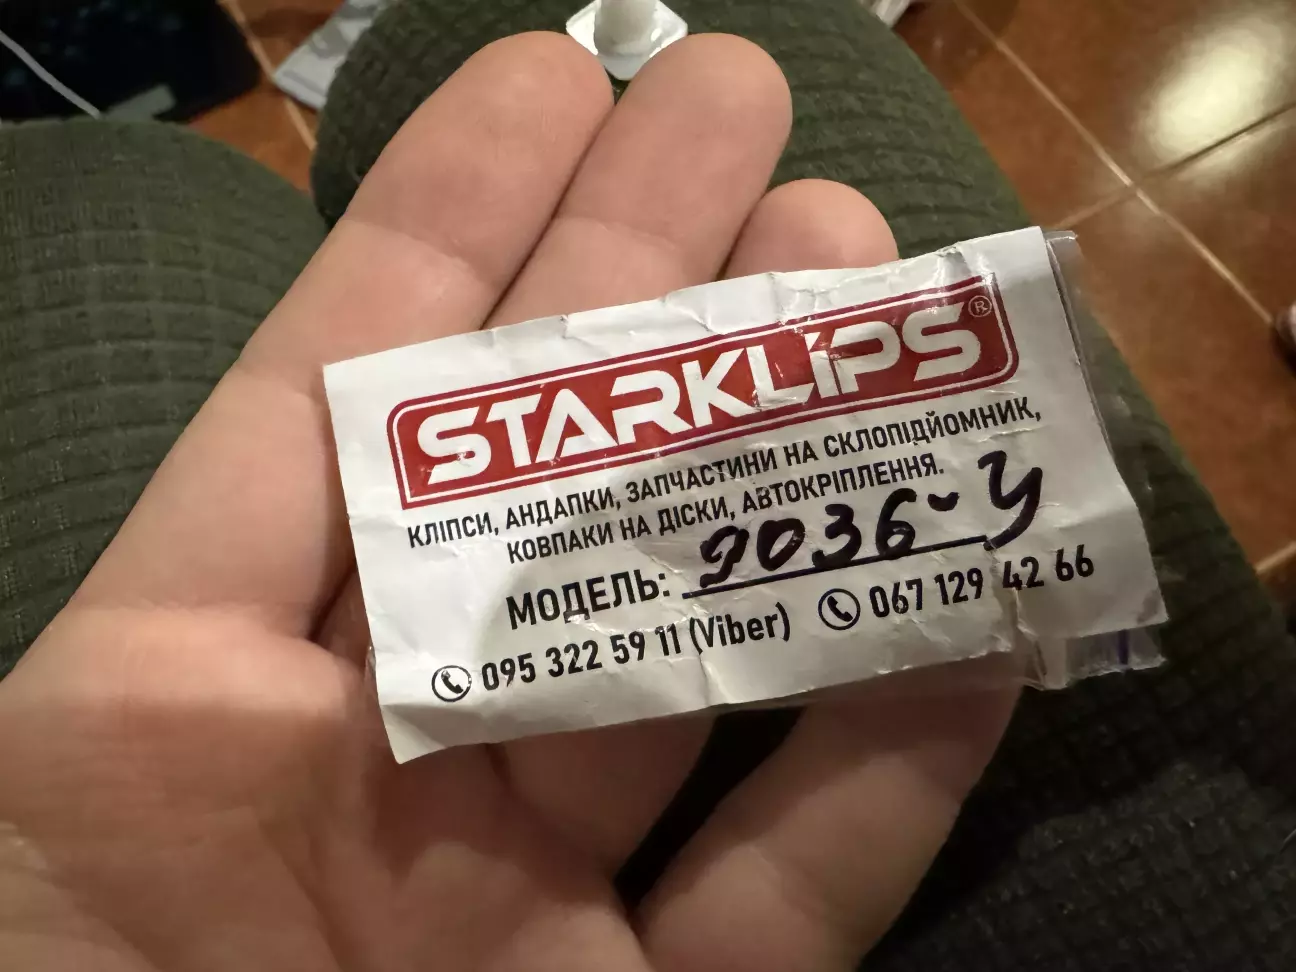 STARKLIPS®
КЛІПСИ, АНДАПКИ, ЗАПЧАСТИНИ НА СКЛОПІДЙОМНИК,
КОВПАКИ НА ДІСКИ, АВТОКРІПЛЕННЯ.
МОДЕЛЬ: 9036-У
095 322 59 11 (Viber) 067 129 42 66